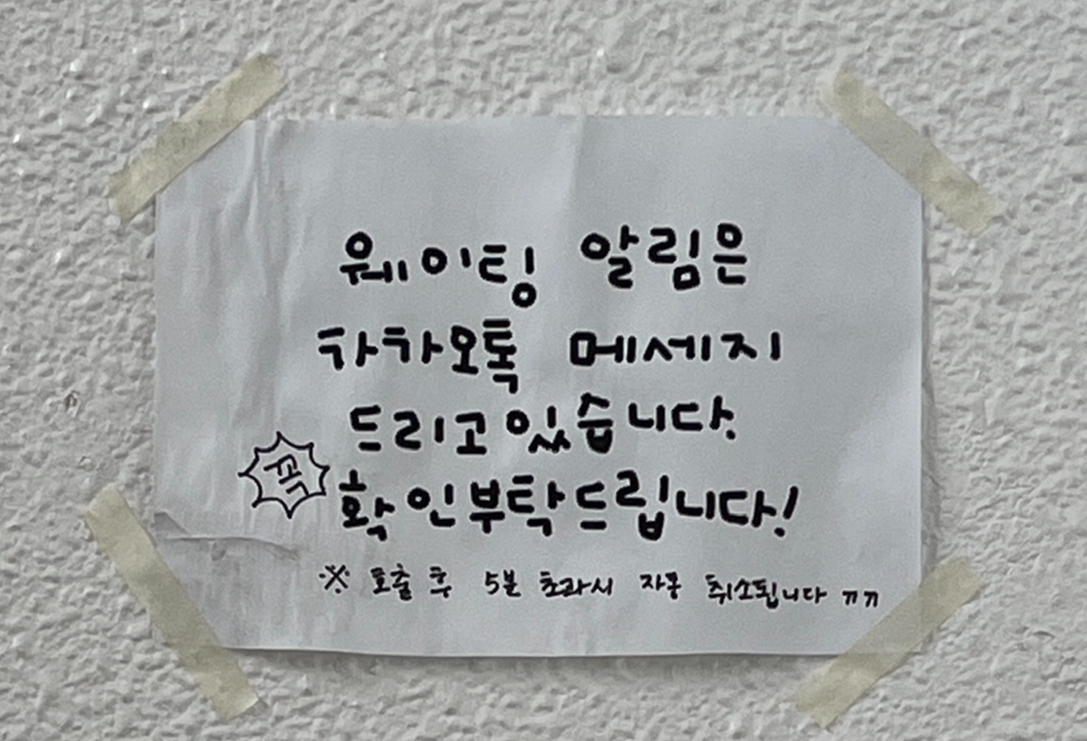 웨이팅 알림은
카카오톡 메세지
드리고있습니다.
꼭 확인부탁드립니다!
※ 호출 후 5분 초과시 자동 취소됩니다 ㅠㅠ